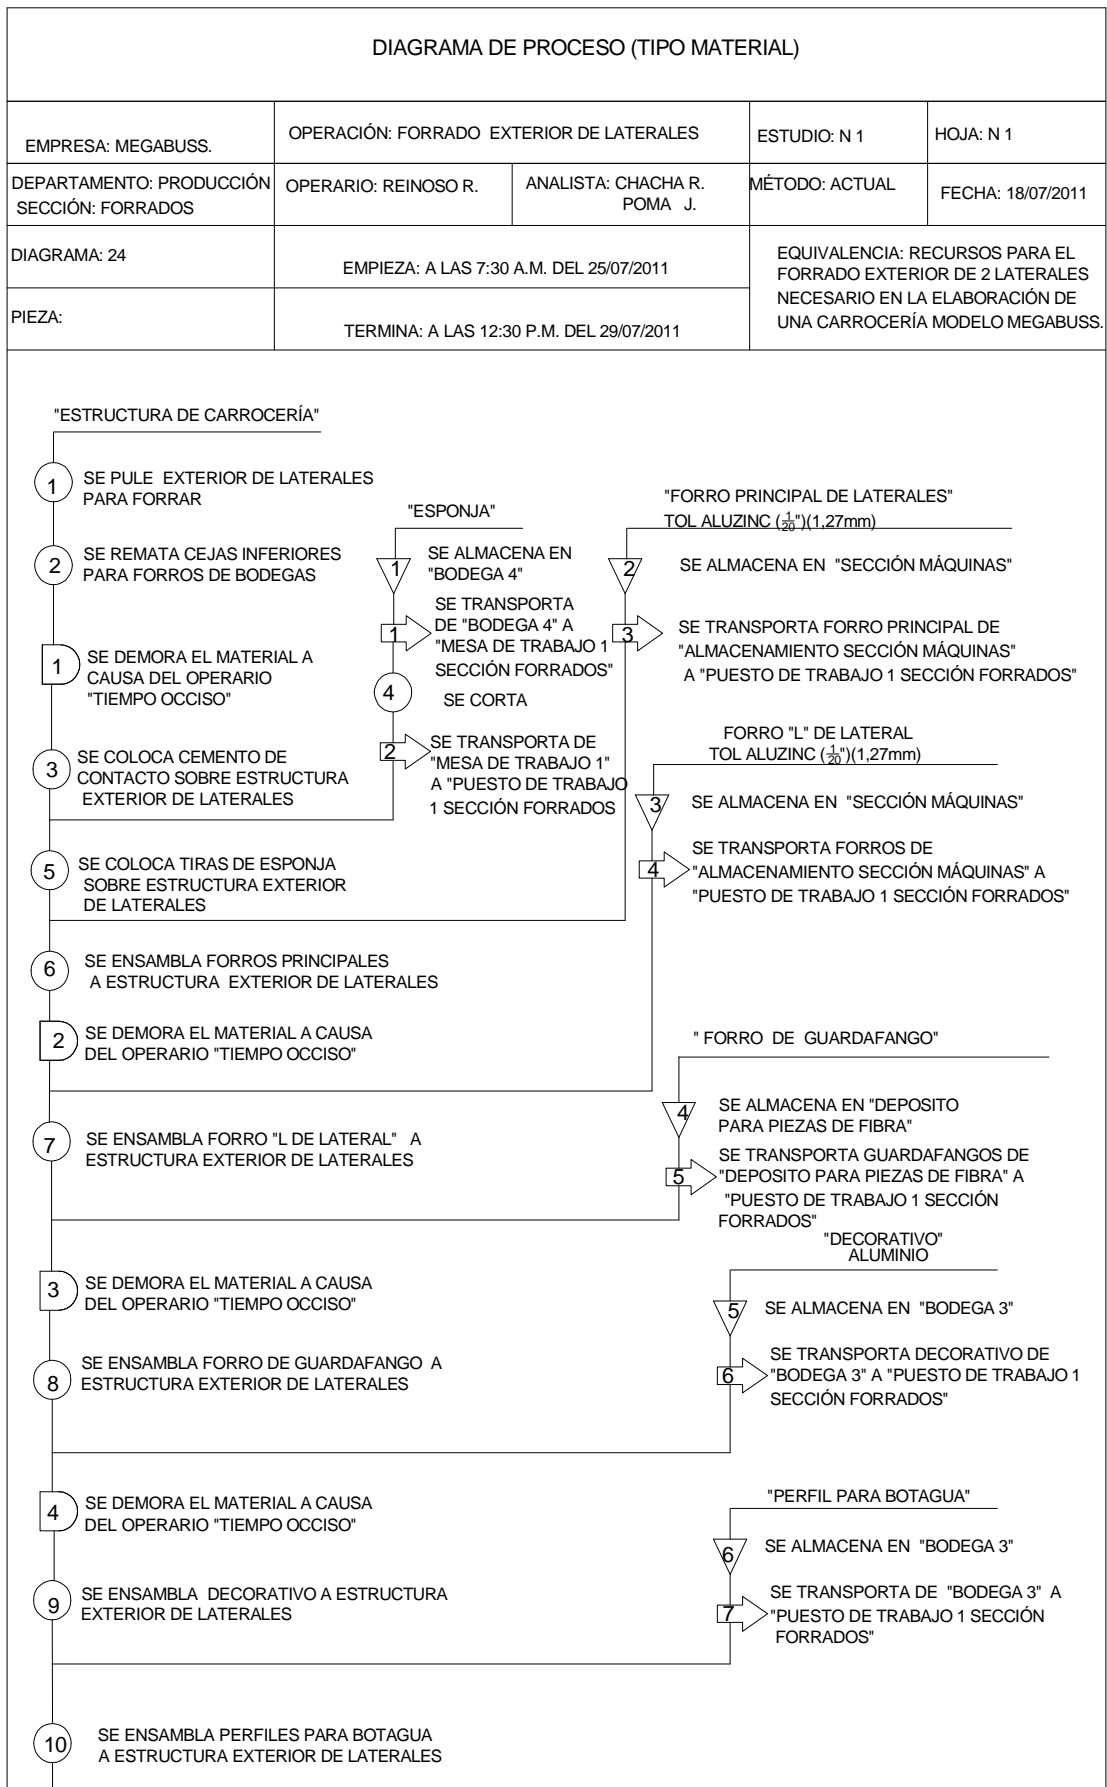 DIAGRAMA DE PROCESO (TIPO MATERIAL)
EMPRESA: MEGABUSS.
OPERACIÓN: FORRADO EXTERIOR DE LATERALES
ESTUDIO: N 1
HOJA: N 1
DEPARTAMENTO: PRODUCCIÓN
SECCIÓN: FORRADOS
OPERARIO: REINOSO R.
ANALISTA: CHACHA R.
POMA J.
MÉTODO: ACTUAL
FECHA: 18/07/2011
DIAGRAMA: 24
EMPIEZA: A LAS 7:30 A.M. DEL 25/07/2011
EQUIVALENCIA: RECURSOS PARA EL
FORRADO EXTERIOR DE 2 LATERALES
NECESARIO EN LA ELABORACIÓN DE
UNA CARROCERÍA MODELO MEGABUSS.
PIEZA:
TERMINA: A LAS 12:30 P.M. DEL 29/07/2011
"ESTRUCTURA DE CARROCERÍA"
1
SE PULE EXTERIOR DE LATERALES
PARA FORRAR
2
SE REMATA CEJAS INFERIORES
PARA FORROS DE BODEGAS
1
SE DEMORA EL MATERIAL A
CAUSA DEL OPERARIO
"TIEMPO OCCISO"
3
SE COLOCA CEMENTO DE
CONTACTO SOBRE ESTRUCTURA
EXTERIOR DE LATERALES
"ESPONJA"
1
SE ALMACENA EN
"BODEGA 4"
1
SE TRANSPORTA
DE "BODEGA 4" A
"MESA DE TRABAJO 1
SECCIÓN FORRADOS"
4
SE CORTA
2
SE TRANSPORTA DE
"MESA DE TRABAJO 1"
A "PUESTO DE TRABAJO
1 SECCIÓN FORRADOS
"FORRO PRINCIPAL DE LATERALES"
TOL ALUZINC (1/20")(1,27mm)
2
SE ALMACENA EN "SECCIÓN MÁQUINAS"
3
SE TRANSPORTA FORRO PRINCIPAL DE
"ALMACENAMIENTO SECCIÓN MÁQUINAS"
A "PUESTO DE TRABAJO 1 SECCIÓN FORRADOS"
FORRO "L" DE LATERAL
TOL ALUZINC (1/20")(1,27mm)
3
SE ALMACENA EN "SECCIÓN MÁQUINAS"
4
SE TRANSPORTA FORROS DE
"ALMACENAMIENTO SECCIÓN MÁQUINAS" A
"PUESTO DE TRABAJO 1 SECCIÓN FORRADOS"
5
SE COLOCA TIRAS DE ESPONJA
SOBRE ESTRUCTURA EXTERIOR
DE LATERALES
6
SE ENSAMBLA FORROS PRINCIPALES
A ESTRUCTURA EXTERIOR DE LATERALES
2
SE DEMORA EL MATERIAL A CAUSA
DEL OPERARIO "TIEMPO OCCISO"
" FORRO DE GUARDAFANGO"
4
SE ALMACENA EN "DEPOSITO
PARA PIEZAS DE FIBRA"
5
SE TRANSPORTA GUARDAFANGOS DE
"DEPOSITO PARA PIEZAS DE FIBRA" A
"PUESTO DE TRABAJO 1 SECCIÓN
FORRADOS"
7
SE ENSAMBLA FORRO "L DE LATERAL" A
ESTRUCTURA EXTERIOR DE LATERALES
3
SE DEMORA EL MATERIAL A CAUSA
DEL OPERARIO "TIEMPO OCCISO"
"DECORATIVO"
ALUMINIO
5
SE ALMACENA EN "BODEGA 3"
6
SE TRANSPORTA DECORATIVO DE
"BODEGA 3" A "PUESTO DE TRABAJO 1
SECCIÓN FORRADOS"
8
SE ENSAMBLA FORRO DE GUARDAFANGO A
ESTRUCTURA EXTERIOR DE LATERALES
4
SE DEMORA EL MATERIAL A CAUSA
DEL OPERARIO "TIEMPO OCCISO"
"PERFIL PARA BOTAGUA"
6
SE ALMACENA EN "BODEGA 3"
7
SE TRANSPORTA DE "BODEGA 3" A
"PUESTO DE TRABAJO 1 SECCIÓN
FORRADOS"
9
SE ENSAMBLA DECORATIVO A ESTRUCTURA
EXTERIOR DE LATERALES
10
SE ENSAMBLA PERFILES PARA BOTAGUA
A ESTRUCTURA EXTERIOR DE LATERALES